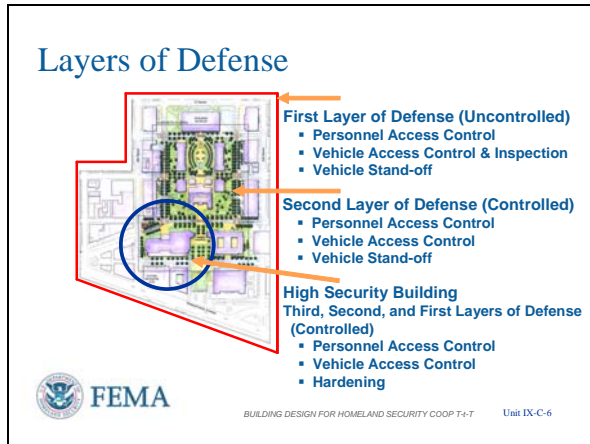 Layers of Defense
First Layer of Defense (Uncontrolled)
▪ Personnel Access Control
▪ Vehicle Access Control & Inspection
▪ Vehicle Stand-off
Second Layer of Defense (Controlled)
▪ Personnel Access Control
▪ Vehicle Access Control
▪ Vehicle Stand-off
High Security Building
Third, Second, and First Layers of Defense
(Controlled)
▪ Personnel Access Control
▪ Vehicle Access Control
▪ Hardening
FEMA
BUILDING DESIGN FOR HOMELAND SECURITY COOP T-t-T Unit IX-C-6